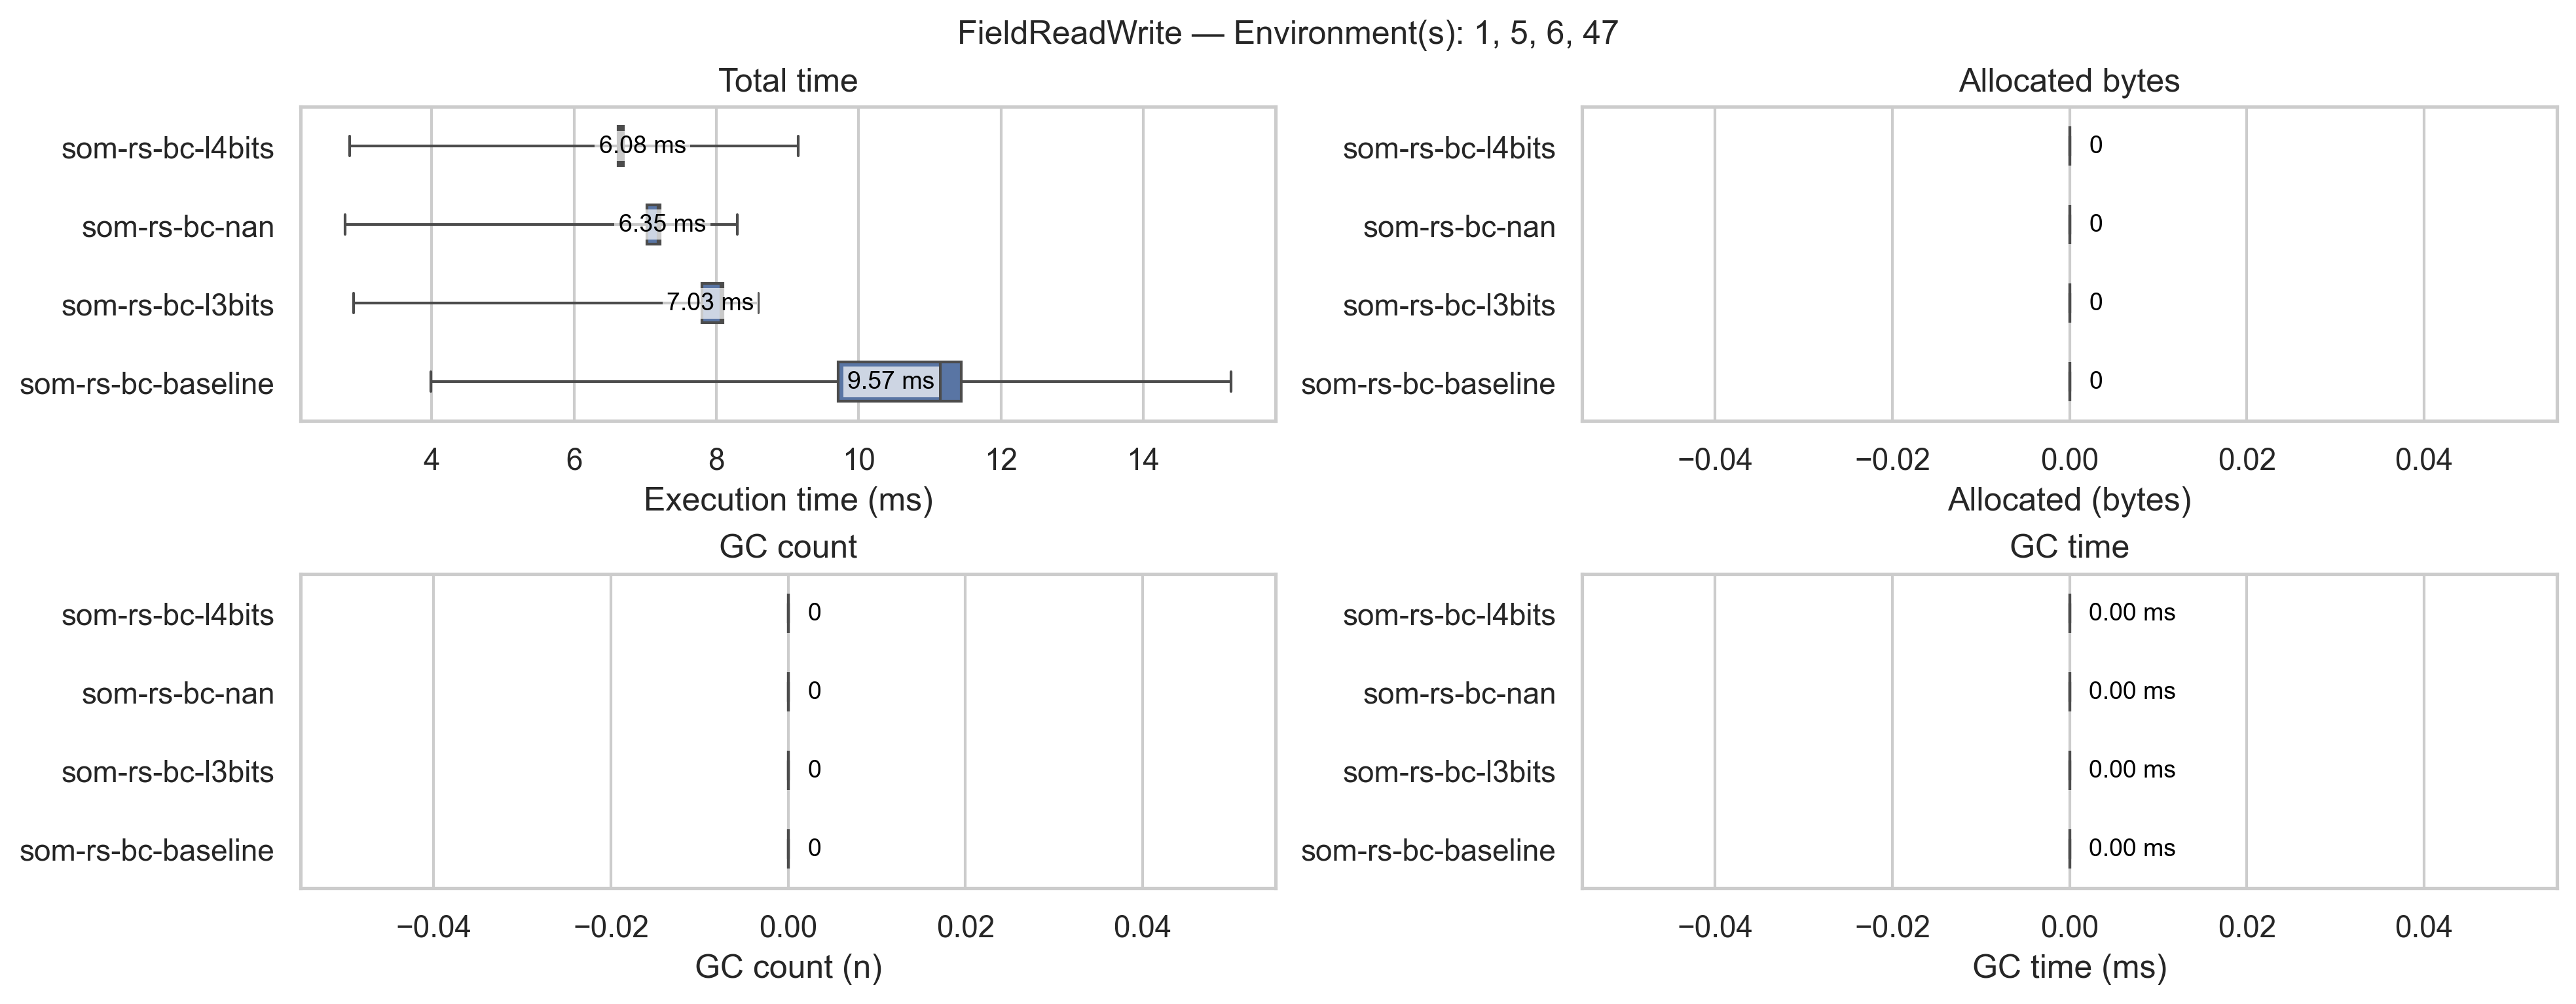 FieldReadWrite — Environment(s): 1, 5, 6, 47
Total time
som-rs-bc-l4bits
6.08 ms
som-rs-bc-nan
6.35 ms
som-rs-bc-l3bits
7.03 ms
som-rs-bc-baseline
9.57 ms
4 6 8 10 12 14
Execution time (ms)
Allocated bytes
som-rs-bc-l4bits
0
som-rs-bc-nan
0
som-rs-bc-l3bits
0
som-rs-bc-baseline
0
−0.04 −0.02 0.00 0.02 0.04
Allocated (bytes)
GC count
som-rs-bc-l4bits
0
som-rs-bc-nan
0
som-rs-bc-l3bits
0
som-rs-bc-baseline
0
−0.04 −0.02 0.00 0.02 0.04
GC count (n)
GC time
som-rs-bc-l4bits
0.00 ms
som-rs-bc-nan
0.00 ms
som-rs-bc-l3bits
0.00 ms
som-rs-bc-baseline
0.00 ms
−0.04 −0.02 0.00 0.02 0.04
GC time (ms)